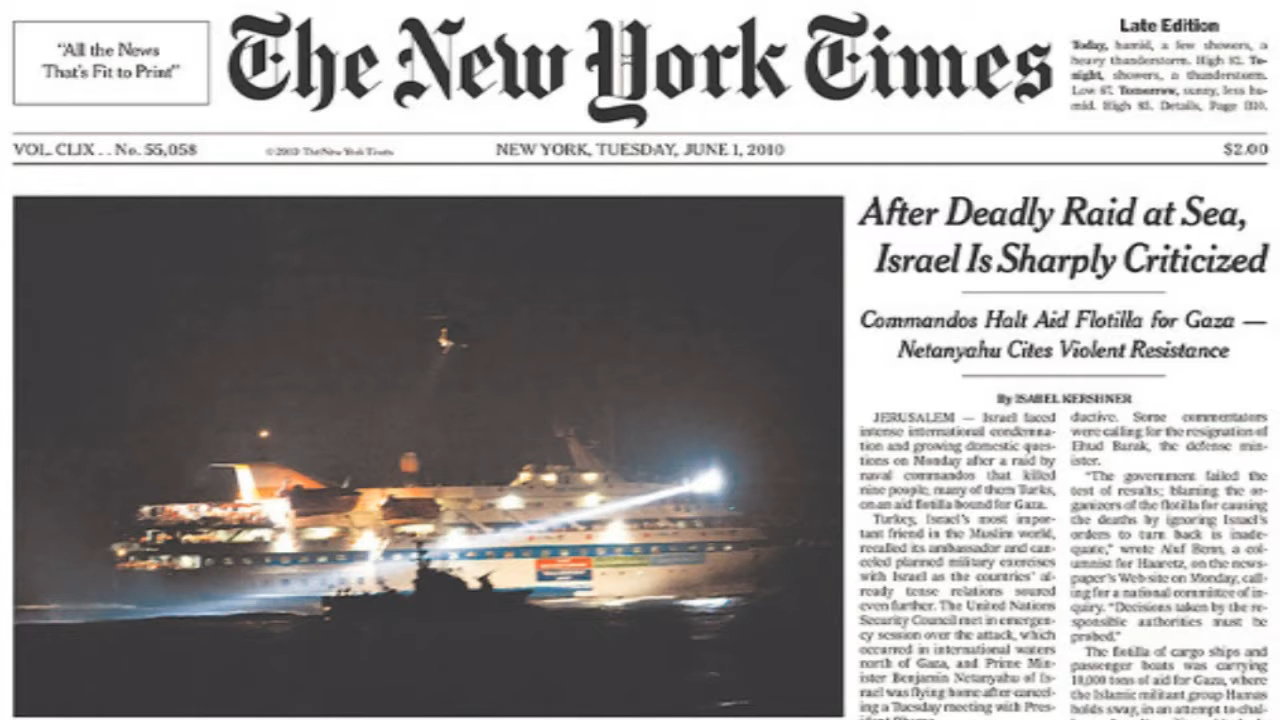 "All the News
That's Fit to Print"
The New York Times
Late Edition
Today, humid, a few showers, a
heavy thunderstorm. High 82. To-
night, showers, a thunderstorm.
Low 67. Tomorrow, sunny, less hu-
mid. High 85. Details, Page
VOL. CLIX . . No. 55,058
© 2010 The New York Times
NEW YORK, TUESDAY, JUNE 1, 2010
$2.00
After Deadly Raid at Sea,
Israel Is Sharply Criticized
Commandos Halt Aid Flotilla for Gaza —
Netanyahu Cites Violent Resistance
By ISABEL KERSHNER
JERUSALEM — Israel faced
intense international condemna-
tion and growing domestic ques-
tions on Monday after a raid by
naval commandos that killed
nine people, many of them Turks,
on an aid flotilla bound for Gaza.
Turkey, Israel's most impor-
tant friend in the Muslim world,
recalled its ambassador and can-
celed planned military exercises
with Israel as the countries' al-
ready tense relations soured
even further. The United Nations
Security Council met in emergen-
cy session over the attack, which
occurred in international waters
north of Gaza, and Prime Min-
ister Benjamin Netanyahu of Is-
rael was flying home after cancel-
ing a Tuesday meeting with Pres-
ductive. Some commentators
were calling for the resignation of
Ehud Barak, the defense min-
ister.
"The government failed the
test of results; blaming the or-
ganizers of the flotilla for causing
the deaths by ignoring Israel's
orders to turn back is inade-
quate," wrote Aluf Benn, a col-
umnist for Haaretz, on the news-
paper's Web site on Monday, call-
ing for a national committee of in-
quiry. "Decisions taken by the re-
sponsible authorities must be
probed."
The flotilla of cargo ships and
passenger boats was carrying
10,000 tons of aid for Gaza, where
the Islamic militant group Hamas
holds sway, in an attempt to chal-